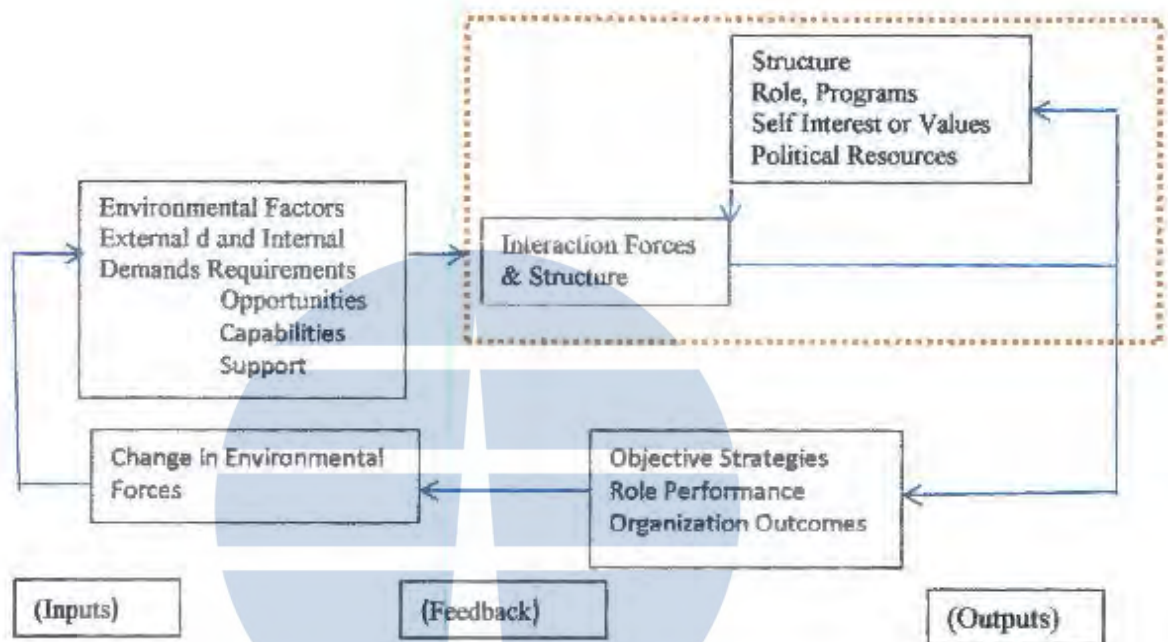 Structure
Role, Programs
Self Interest or Values
Political Resources
Environmental Factors
External d and Internal
Demands Requirements
Opportunities
Capabilities
Support
Interaction Forces
& Structure
Change in Environmental
Forces
Objective Strategies
Role Performance
Organization Outcomes
(Inputs)
(Feedback)
(Outputs)